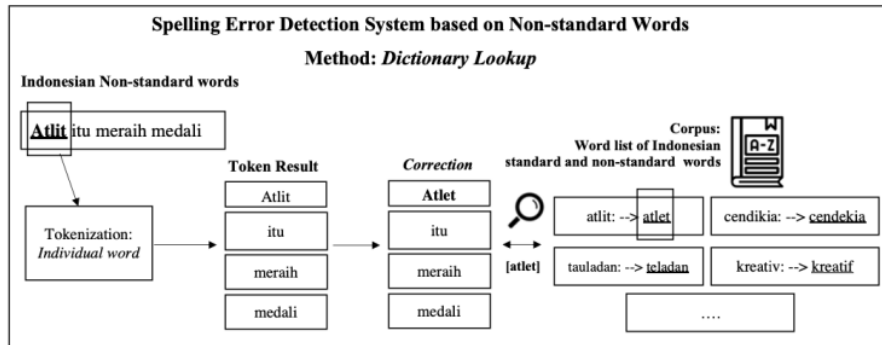 Spelling Error Detection System based on Non-standard Words
Method: Dictionary Lookup
Indonesian Non-standard words
Atlit itu meraih medali
Tokenization:
Individual word
Token Result
Atlit
itu
meraih
medali
Correction
Atlet
itu
meraih
medali
[atlet]
Corpus:
Word list of Indonesian
standard and non-standard words
A-Z
atlit: --> atlet
cendikia: --> cendekia
tauladan: --> teladan
kreativ: --> kreatif
....